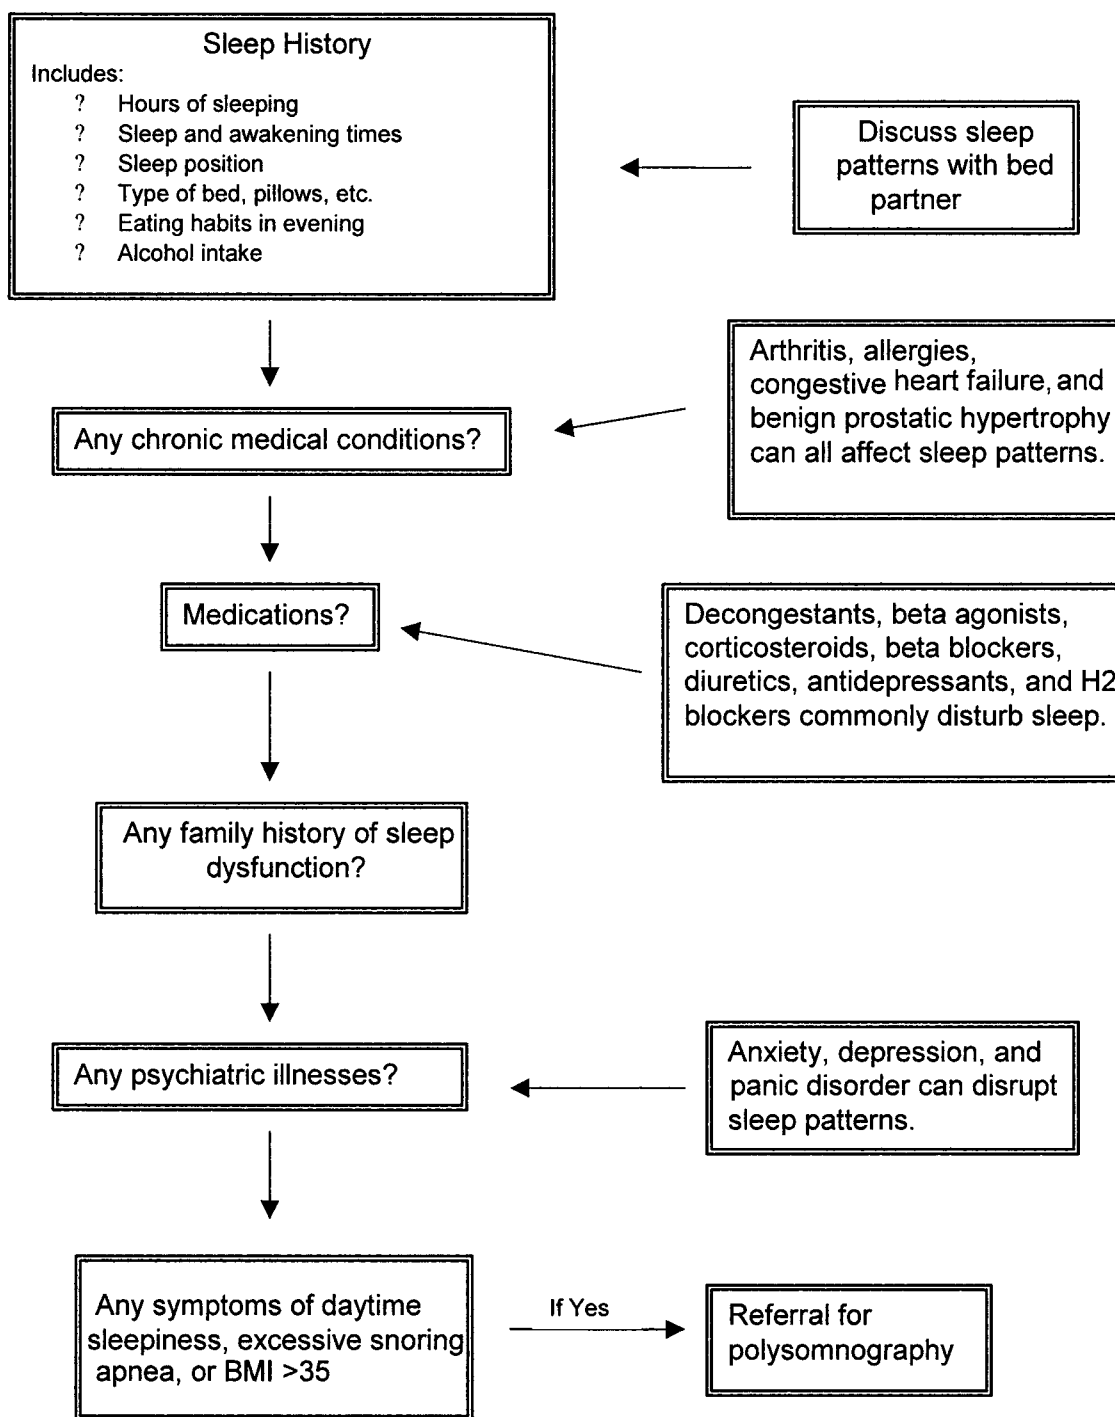 Sleep History
Includes:
? Hours of sleeping
? Sleep and awakening times
? Sleep position
? Type of bed, pillows, etc.
? Eating habits in evening
? Alcohol intake
Discuss sleep
patterns with bed
partner
Any chronic medical conditions?
Arthritis, allergies,
congestive heart failure, and
benign prostatic hypertrophy
can all affect sleep patterns.
Medications?
Decongestants, beta agonists,
corticosteroids, beta blockers,
diuretics, antidepressants, and H2
blockers commonly disturb sleep.
Any family history of sleep
dysfunction?
Any psychiatric illnesses?
Anxiety, depression, and
panic disorder can disrupt
sleep patterns.
Any symptoms of daytime
sleepiness, excessive snoring
apnea, or BMI >35
If Yes
Referral for
polysomnography